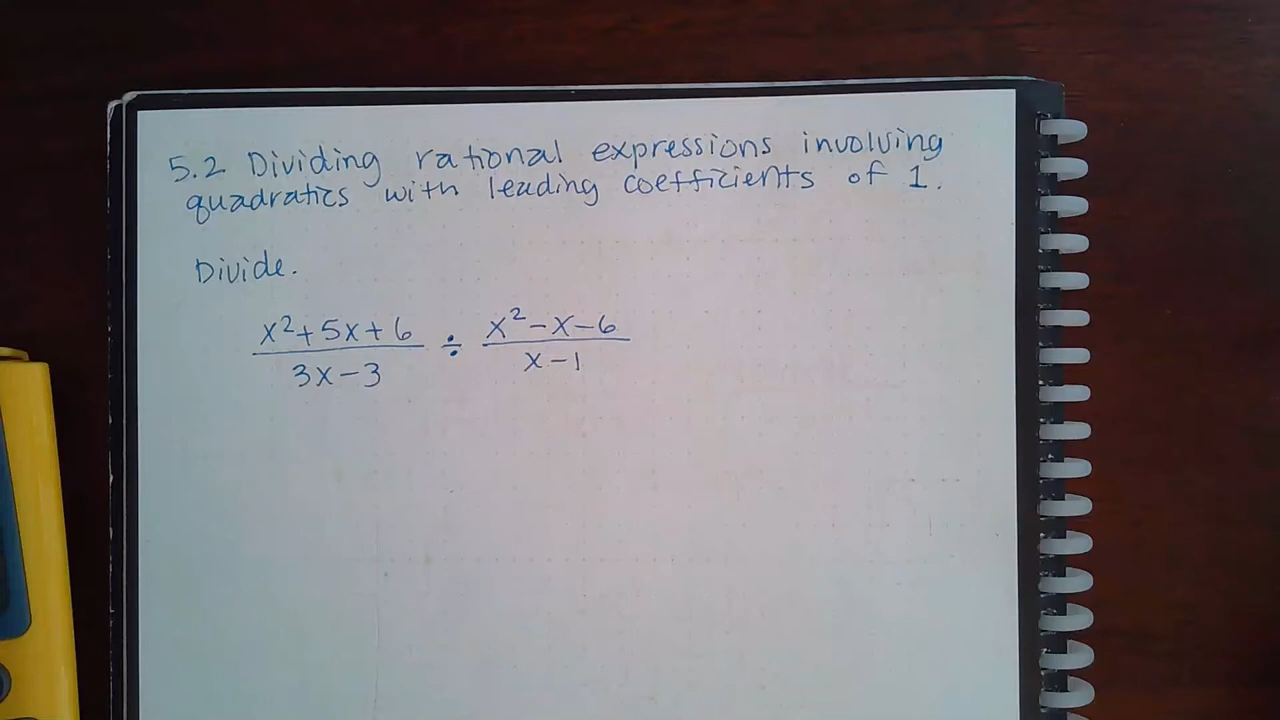 5.2 Dividing rational expressions involving
quadratics with leading coefficients of 1.
Divide.
x²+5x+6 / 3x-3 ÷ x²-x-6 / x-1